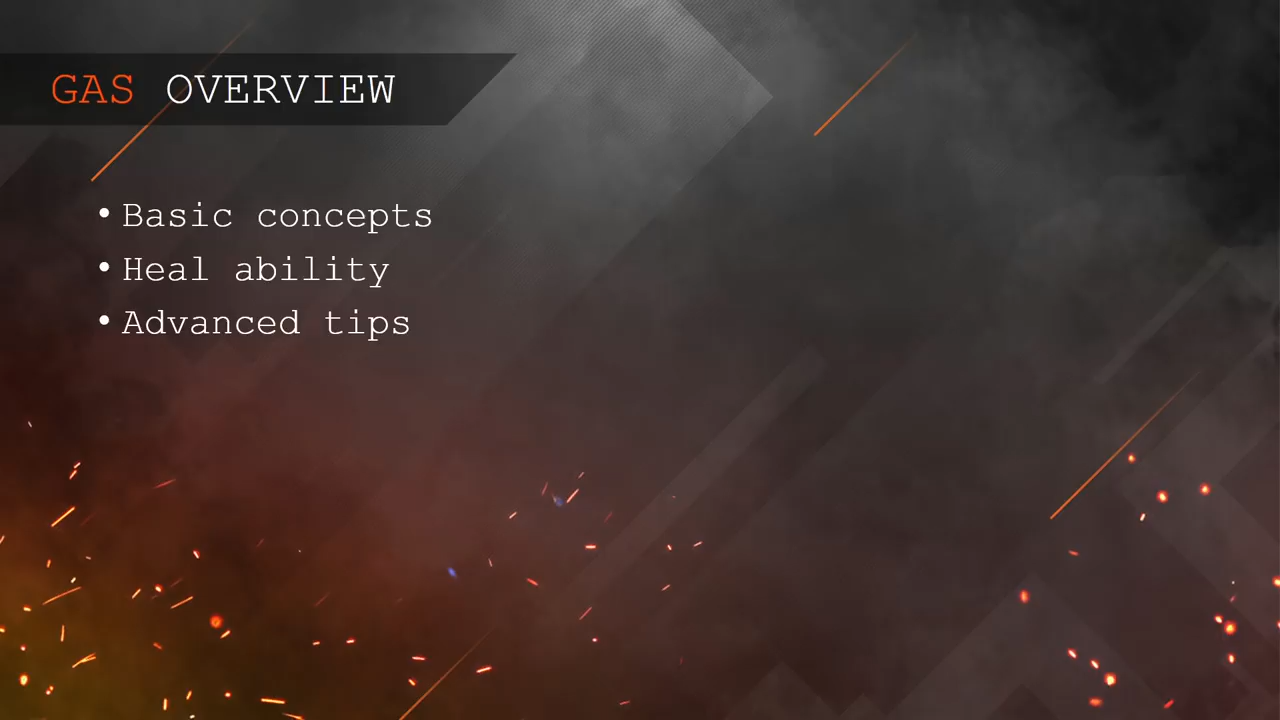 GAS OVERVIEW
• Basic concepts
• Heal ability
• Advanced tips